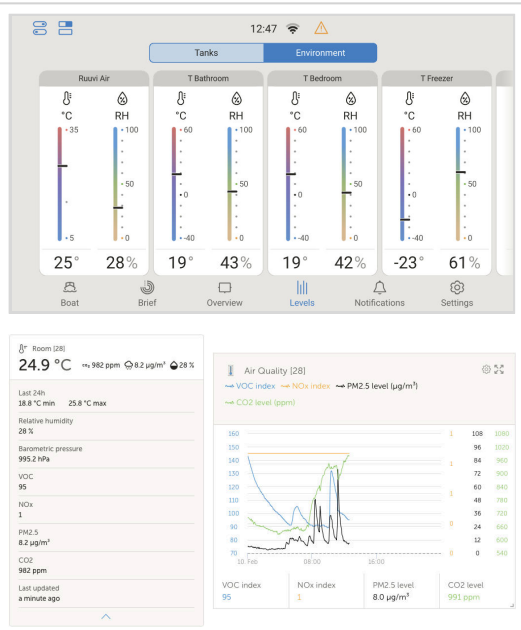 12:47
Tanks Environment
Ruuvi Air T Bathroom T Bedroom T Freezer
°C RH °C RH °C RH °C RH
35 100 60 100 60 100 60 100
50 0 50 0 50 0 50
5 0 -40 0 -40 0 -40 0
25° 28% 19° 43% 19° 42% -23° 61%
Boat Brief Overview Levels Notifications Settings
Room [28]
24.9 °C CO₂ 982 ppm 8.2 µg/m³ 28 %
Last 24h
18.8 °C min 25.8 °C max
Relative humidity
28 %
Barometric pressure
995.2 hPa
VOC
95
NOx
1
PM2.5
8.2 µg/m³
CO2
982 ppm
Last updated
a minute ago
Air Quality [28]
VOC index NOx index PM2.5 level (µg/m³)
CO2 level (ppm)
160 1 108 1080
150 96 1020
140 1 84 960
130 72 900
120 60 840
110 1 48 780
100 36 720
90 0 24 660
80 12 600
70 0 0 540
10. Feb 08:00 16:00
VOC index NOx index PM2.5 level CO2 level
95 1 8.0 µg/m³ 991 ppm